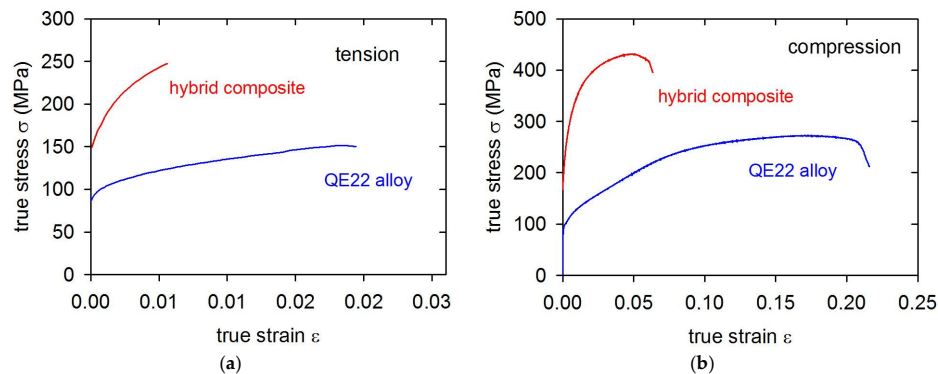 300
250
200
150
100
50
0
true stress σ (MPa)
tension
hybrid composite
QE22 alloy
0.00 0.01 0.01 0.02 0.02 0.03
true strain ε
(a)
500
400
300
200
100
0
true stress σ (MPa)
compression
hybrid composite
QE22 alloy
0.00 0.05 0.10 0.15 0.20 0.25
true strain ε
(b)